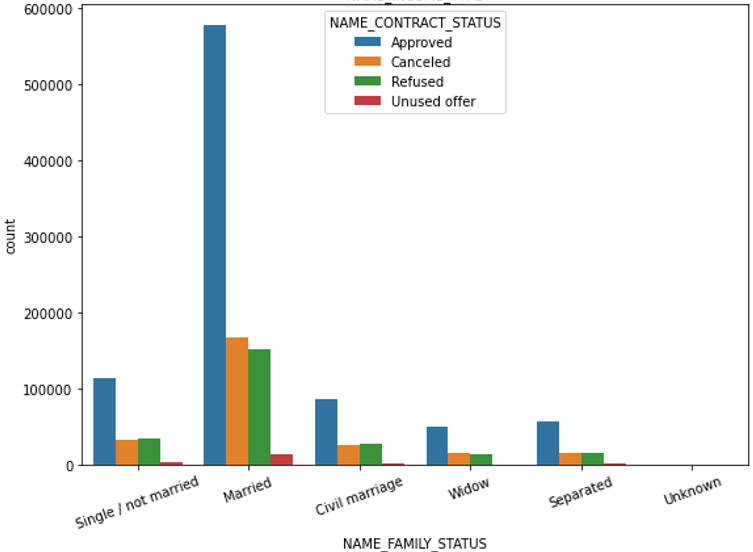 NAME_CONTRACT_STATUS
Approved
Canceled
Refused
Unused offer
600000
500000
400000
300000
200000
100000
0
count
Single / not married
Married
Civil marriage
Widow
Separated
Unknown
NAME_FAMILY_STATUS